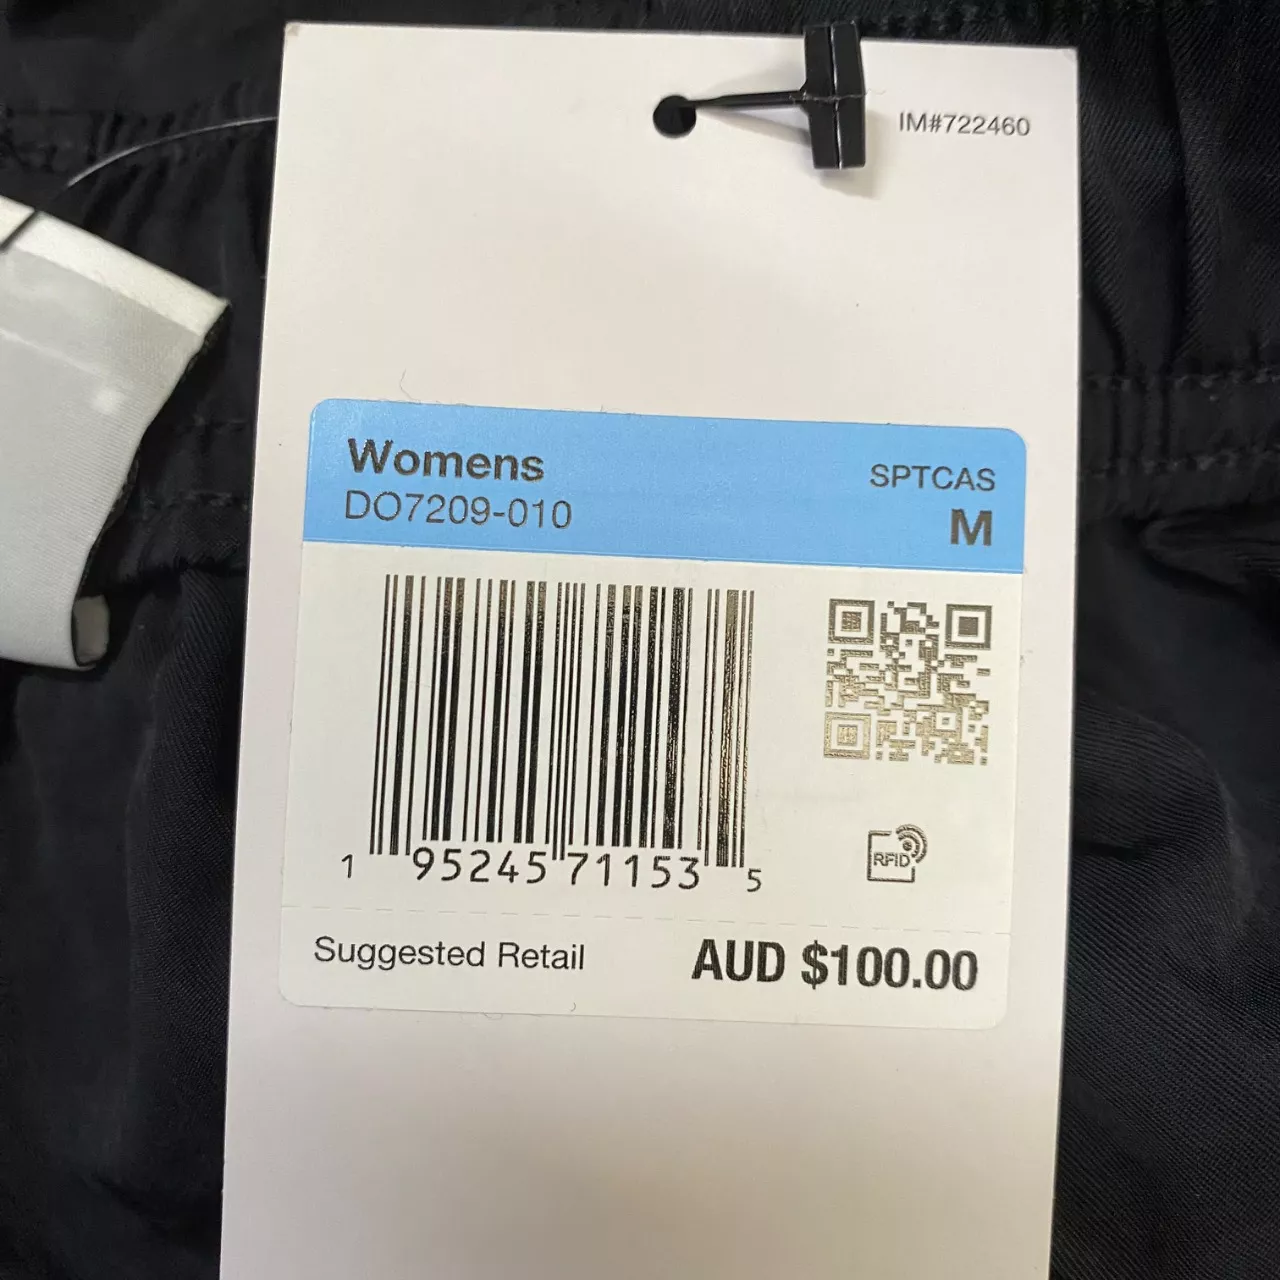 IM#722460
Womens
SPTCAS
DO7209-010
M
1 95245 71153 5
RFID
Suggested Retail
AUD $100.00